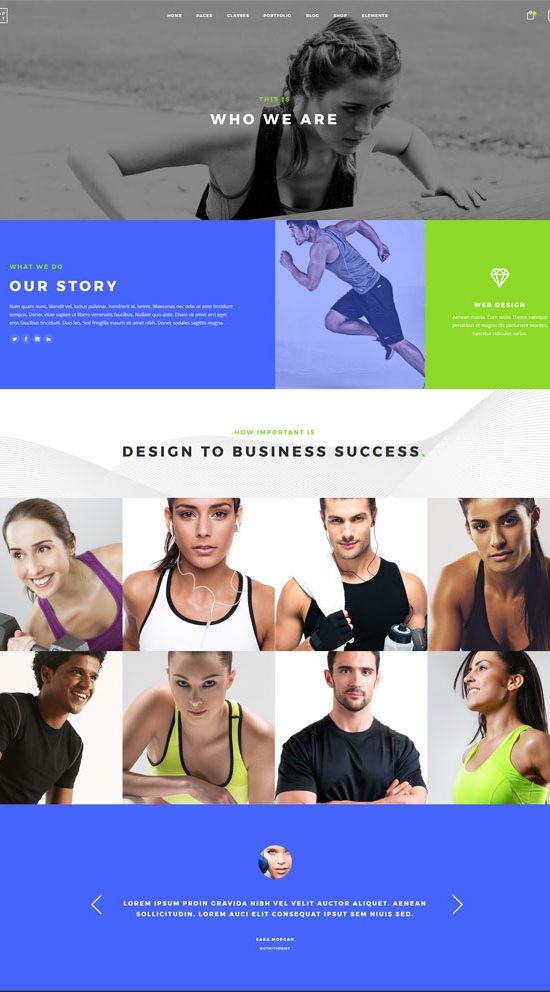 HOME PAGES CLASSES PORTFOLIO BLOG SHOP ELEMENTS
THIS IS
WHO WE ARE
WHAT WE DO
OUR STORY
Nam quam nunc, blandit vel, luctus pulvinar, hendrerit id, lorem. Maecenas nec odio et ante tincidunt
tempus. Donec vitae sapien ut libero venenatis faucibus. Nullam quis ante. Etiam sit amet orci eget
eros faucibus tincidunt. Duis leo. Sed fringilla mauris sit amet nibh. Donec sodales sagittis magna.
WEB DESIGN
Aenean massa. Cum sociis Theme natoque
penatibus et magnis dis parturient montes,
nascetur ridiculus narius.
HOW IMPORTANT IS
DESIGN TO BUSINESS SUCCESS.
LOREM IPSUM PROIN GRAVIDA NIBH VEL VELIT AUCTOR ALIQUET. AENEAN
SOLLICITUDIN, LOREM AUCI ELIT CONSEQUAT IPSUT SEM NIUIS SED.
SARA MORGAN
NUTRITIONIST